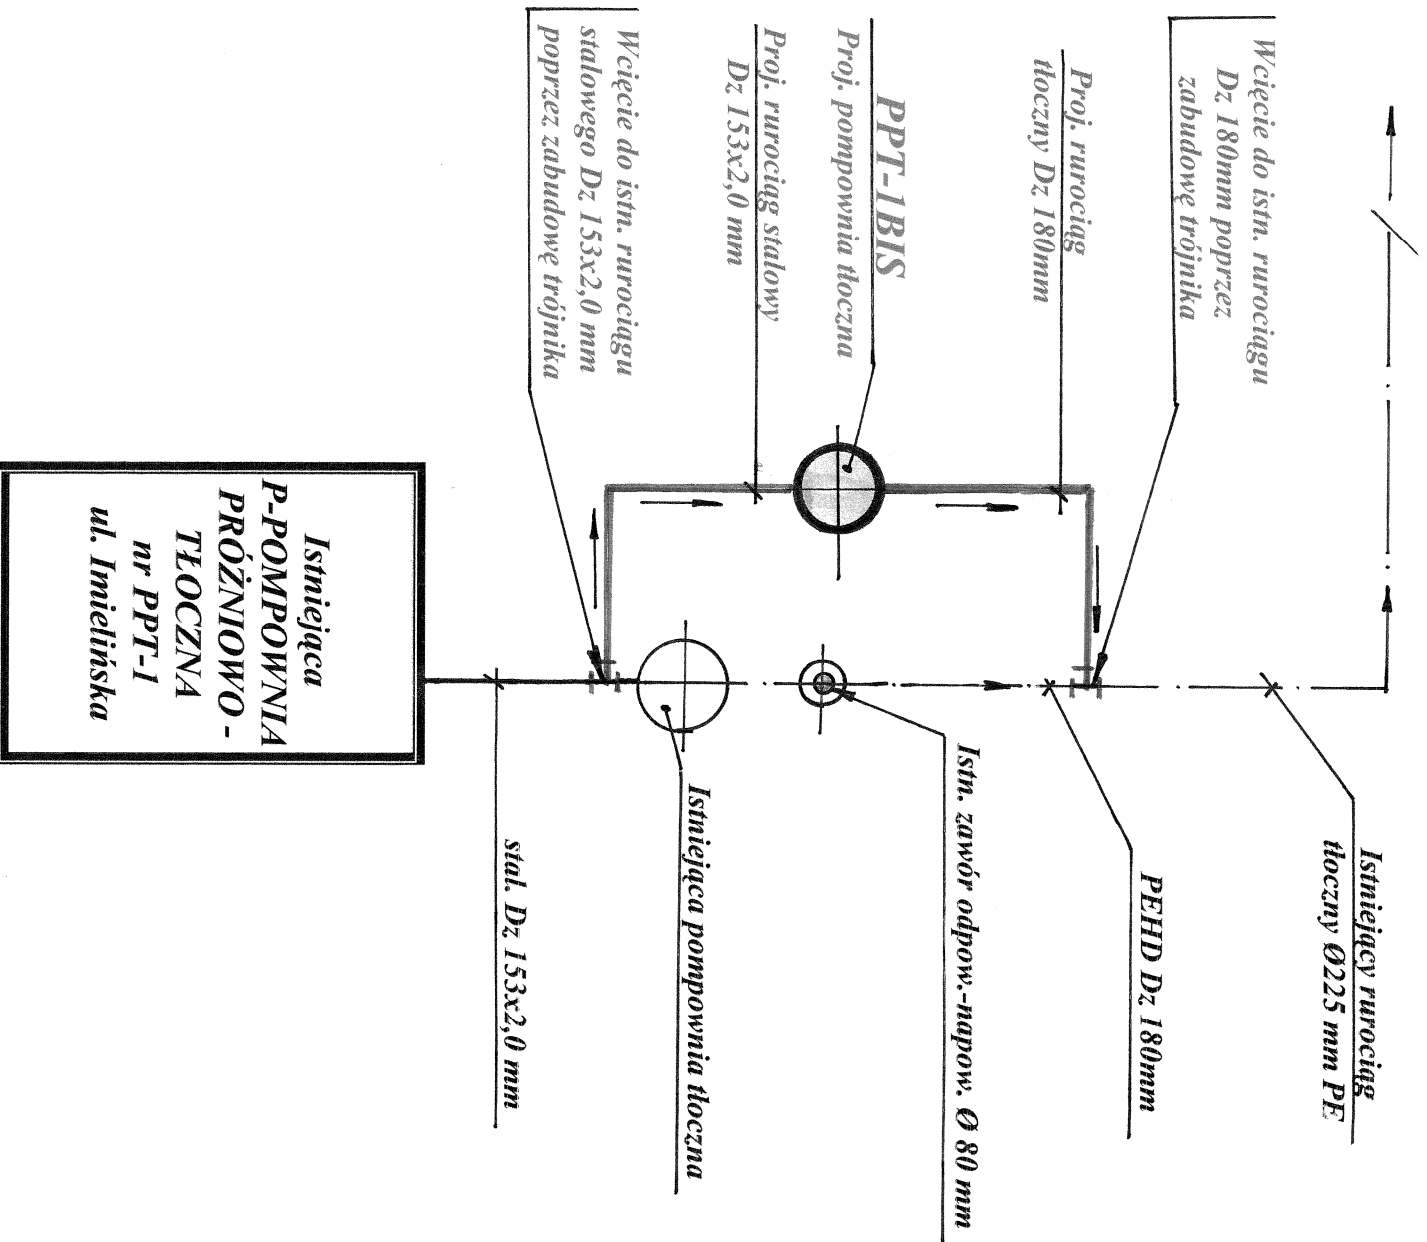 Wcięcie do istn. rurociągu
Dz 180mm poprzez
zabudowę trójnika
Proj. rurociąg
tłoczny Dz 180mm
PPT-1BIS
Proj. pompownia tłoczna
Proj. rurociąg stalowy
Dz 153x2,0 mm
Wcięcie do istn. rurociągu
stalowego Dz 153x2,0 mm
poprzez zabudowę trójnika
Istniejący rurociąg
tłoczny Ø225 mm PE
PEHD Dz 180mm
Istn. zawór odpow.-napow. Ø 80 mm
Istniejąca pompownia tłoczna
stal. Dz 153x2,0 mm
Istniejąca
P-POMPOWNIA
PRÓŻNIOWO -
TŁOCZNA
nr PPT-1
ul. Imielińska